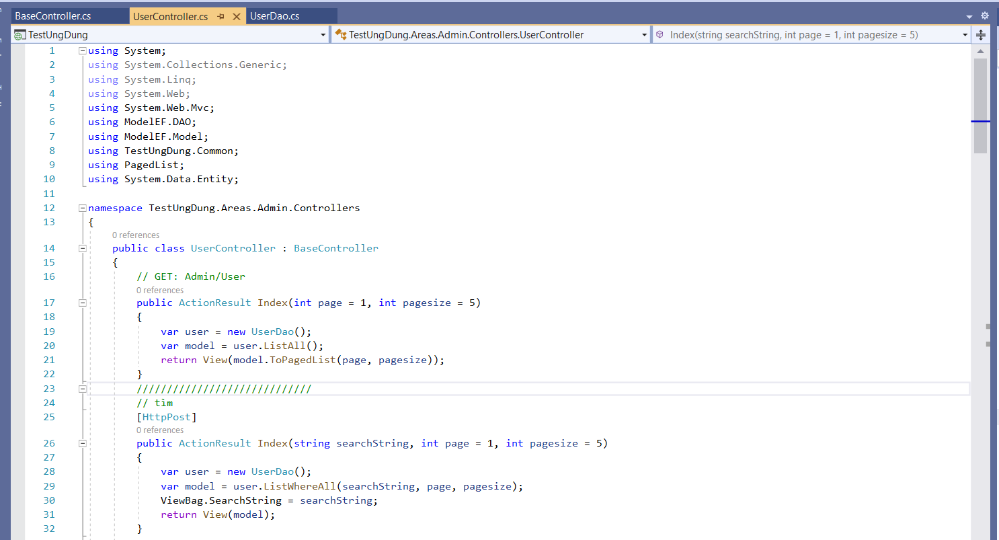 BaseController.cs
UserController.cs
UserDao.cs
TestUngDung
TestUngDung.Areas.Admin.Controllers.UserController
Index(string searchString, int page = 1, int pagesize = 5)
1 using System;
2 using System.Collections.Generic;
3 using System.Linq;
4 using System.Web;
5 using System.Web.Mvc;
6 using ModelEF.DAO;
7 using ModelEF.Model;
8 using TestUngDung.Common;
9 using PagedList;
10 using System.Data.Entity;
11
12 namespace TestUngDung.Areas.Admin.Controllers
13 {
0 references
14 public class UserController : BaseController
15 {
16 // GET: Admin/User
0 references
17 public ActionResult Index(int page = 1, int pagesize = 5)
18 {
19 var user = new UserDao();
20 var model = user.ListAll();
21 return View(model.ToPagedList(page, pagesize));
22 }
23 /////////////////////////////
24 // tìm
25 [HttpPost]
0 references
26 public ActionResult Index(string searchString, int page = 1, int pagesize = 5)
27 {
28 var user = new UserDao();
29 var model = user.ListWhereAll(searchString, page, pagesize);
30 ViewBag.SearchString = searchString;
31 return View(model);
32 }